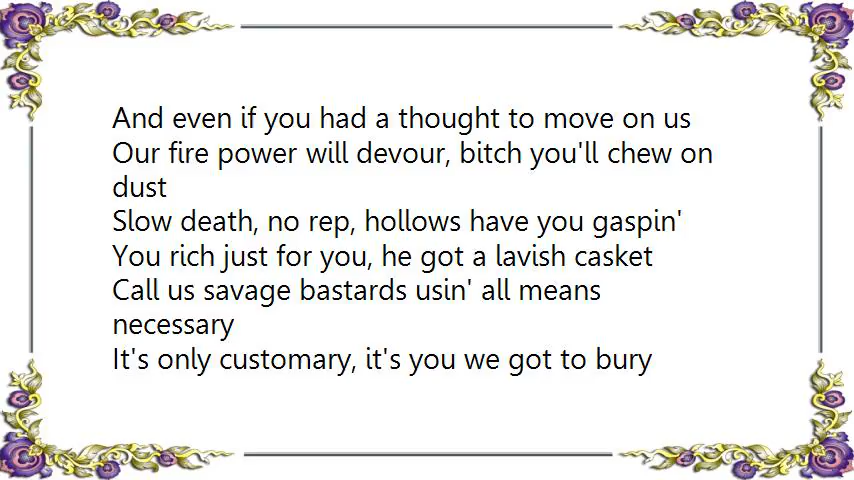 And even if you had a thought to move on us
Our fire power will devour, bitch you'll chew on
dust
Slow death, no rep, hollows have you gaspin'
You rich just for you, he got a lavish casket
Call us savage bastards usin' all means
necessary
It's only customary, it's you we got to bury